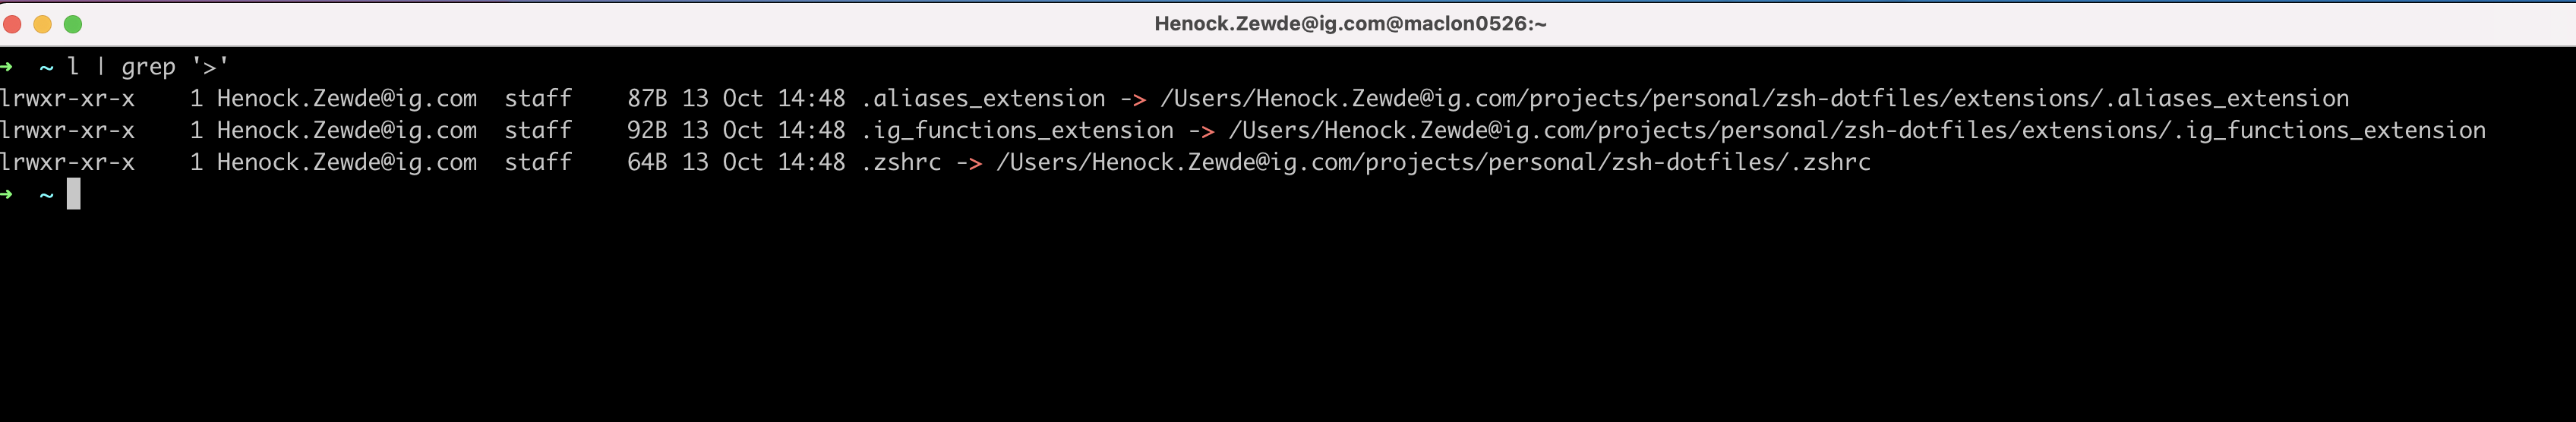 Henock.Zewde@ig.com@maclon0526:~
➜  ~ l | grep '>'
lrwxr-xr-x    1 Henock.Zewde@ig.com  staff    87B 13 Oct 14:48 .aliases_extension -> /Users/Henock.Zewde@ig.com/projects/personal/zsh-dotfiles/extensions/.aliases_extension
lrwxr-xr-x    1 Henock.Zewde@ig.com  staff    92B 13 Oct 14:48 .ig_functions_extension -> /Users/Henock.Zewde@ig.com/projects/personal/zsh-dotfiles/extensions/.ig_functions_extension
lrwxr-xr-x    1 Henock.Zewde@ig.com  staff    64B 13 Oct 14:48 .zshrc -> /Users/Henock.Zewde@ig.com/projects/personal/zsh-dotfiles/.zshrc
➜  ~